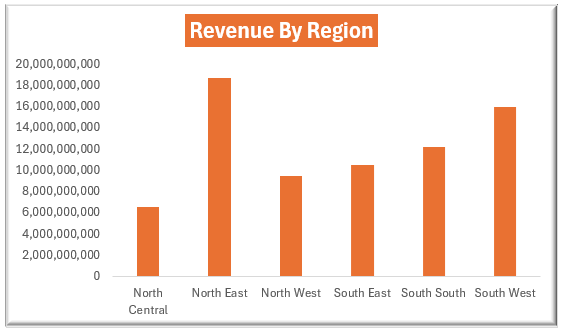 Revenue By Region
20,000,000,000
18,000,000,000
16,000,000,000
14,000,000,000
12,000,000,000
10,000,000,000
8,000,000,000
6,000,000,000
4,000,000,000
2,000,000,000
0
North Central
North East
North West
South East
South South
South West